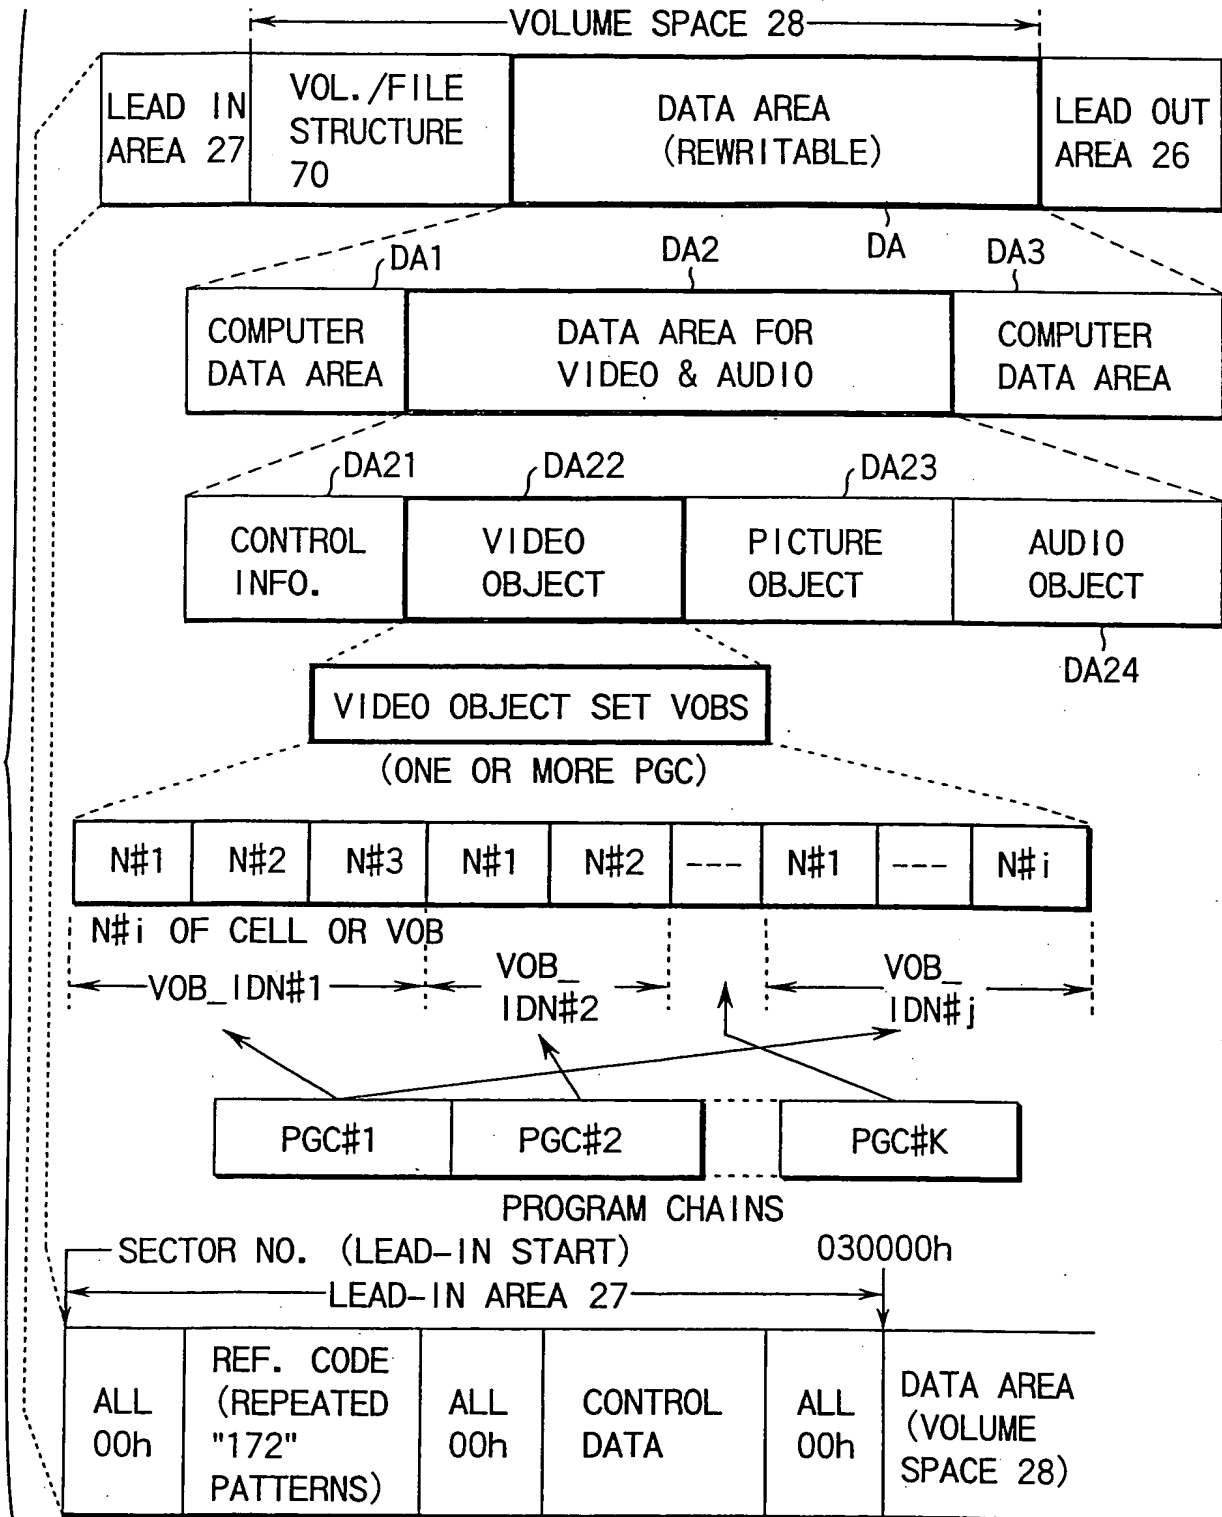 VOLUME SPACE 28
LEAD IN
AREA 27
VOL./FILE
STRUCTURE
70
DATA AREA
(REWRITABLE)
LEAD OUT
AREA 26
DA1
DA2
DA
DA3
COMPUTER
DATA AREA
DATA AREA FOR
VIDEO & AUDIO
COMPUTER
DATA AREA
DA21
DA22
DA23
CONTROL
INFO.
VIDEO
OBJECT
PICTURE
OBJECT
AUDIO
OBJECT
DA24
VIDEO OBJECT SET VOBS
(ONE OR MORE PGC)
N#1 N#2 N#3 N#1 N#2 --- N#1 --- N#i
N#i OF CELL OR VOB
VOB_IDN#1
VOB_
IDN#2
VOB_
IDN#j
PGC#1 PGC#2 PGC#K
PROGRAM CHAINS
SECTOR NO. (LEAD-IN START)
030000h
LEAD-IN AREA 27
ALL
00h
REF. CODE
(REPEATED
"172"
PATTERNS)
ALL
00h
CONTROL
DATA
ALL
00h
DATA AREA
(VOLUME
SPACE 28)